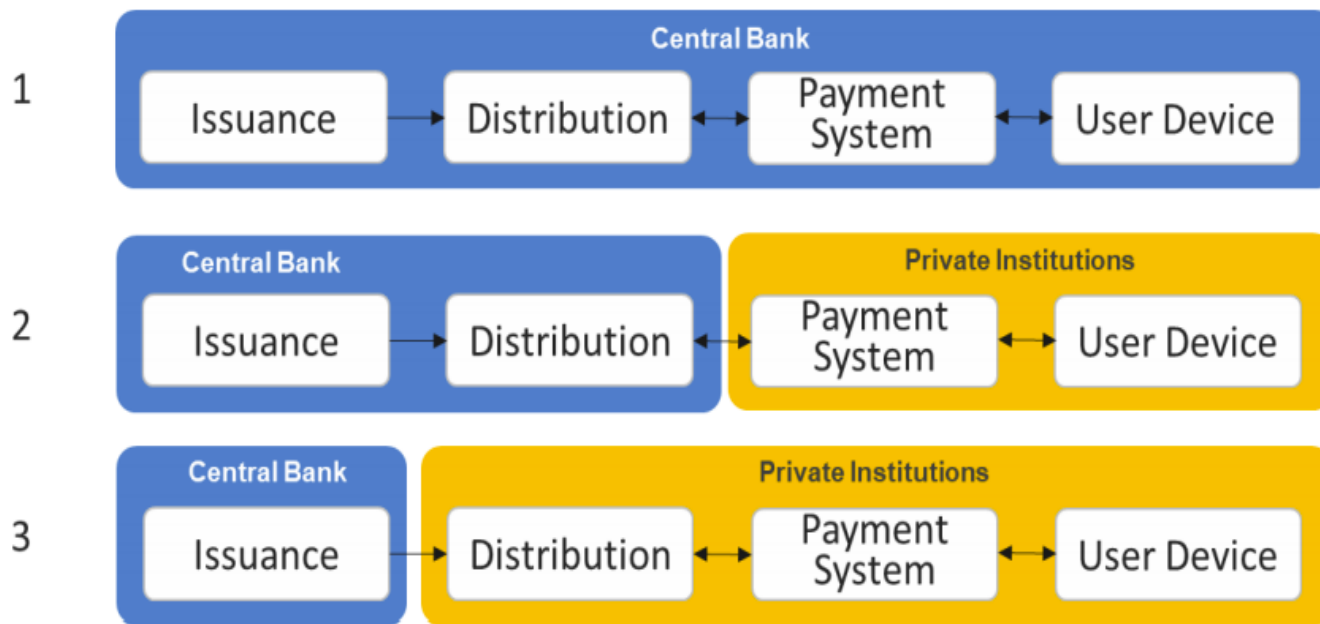 Central Bank
1
Issuance
Distribution
Payment
System
User Device
Central Bank
Private Institutions
2
Issuance
Distribution
Payment
System
User Device
Central Bank
Private Institutions
3
Issuance
Distribution
Payment
System
User Device